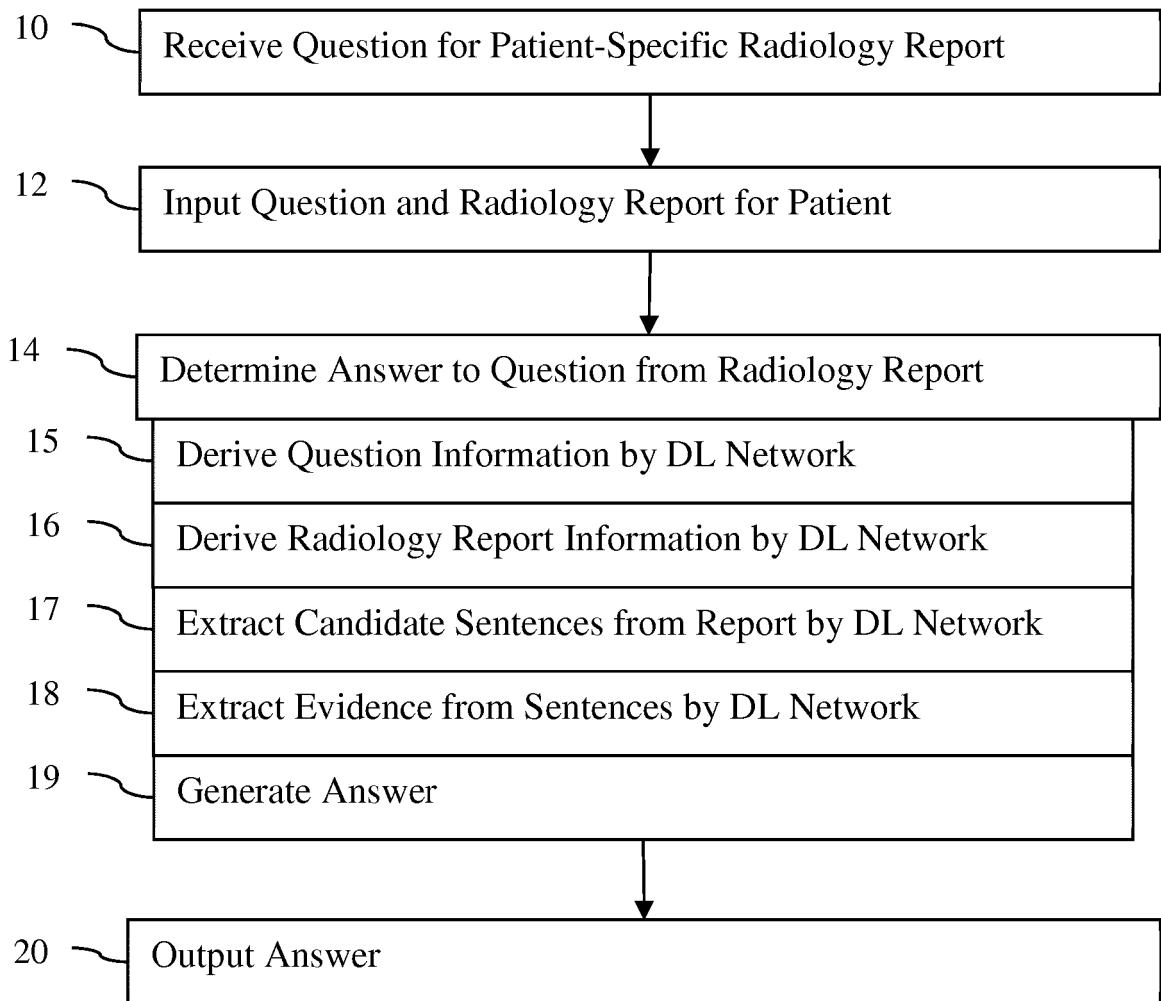 10 Receive Question for Patient-Specific Radiology Report
12 Input Question and Radiology Report for Patient
14 Determine Answer to Question from Radiology Report
15 Derive Question Information by DL Network
16 Derive Radiology Report Information by DL Network
17 Extract Candidate Sentences from Report by DL Network
18 Extract Evidence from Sentences by DL Network
19 Generate Answer
20 Output Answer